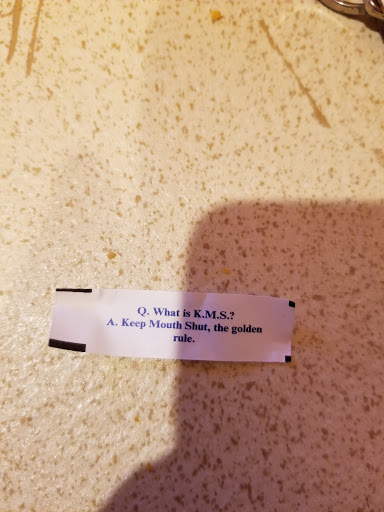 Q. What is K.M.S.?
A. Keep Mouth Shut, the golden
rule.